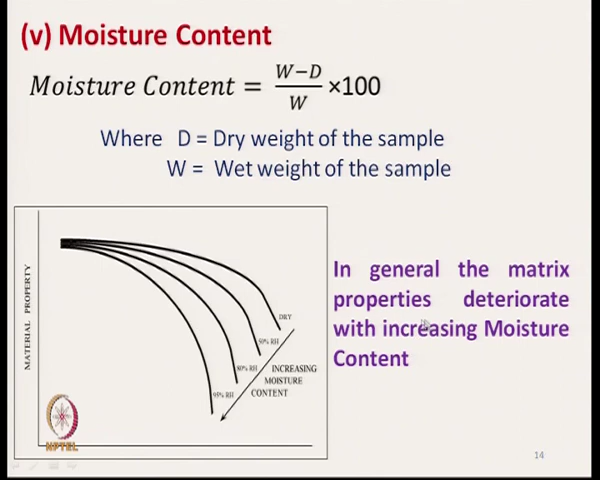 (v) Moisture Content
Moisture Content = W−D/W ×100
Where D = Dry weight of the sample
W = Wet weight of the sample
In general the matrix
properties deteriorate
with increasing Moisture
Content
MATERIAL PROPERTY
DRY
50% RH
80% RH
95% RH
INCREASING
MOISTURE
CONTENT
NPTEL
14